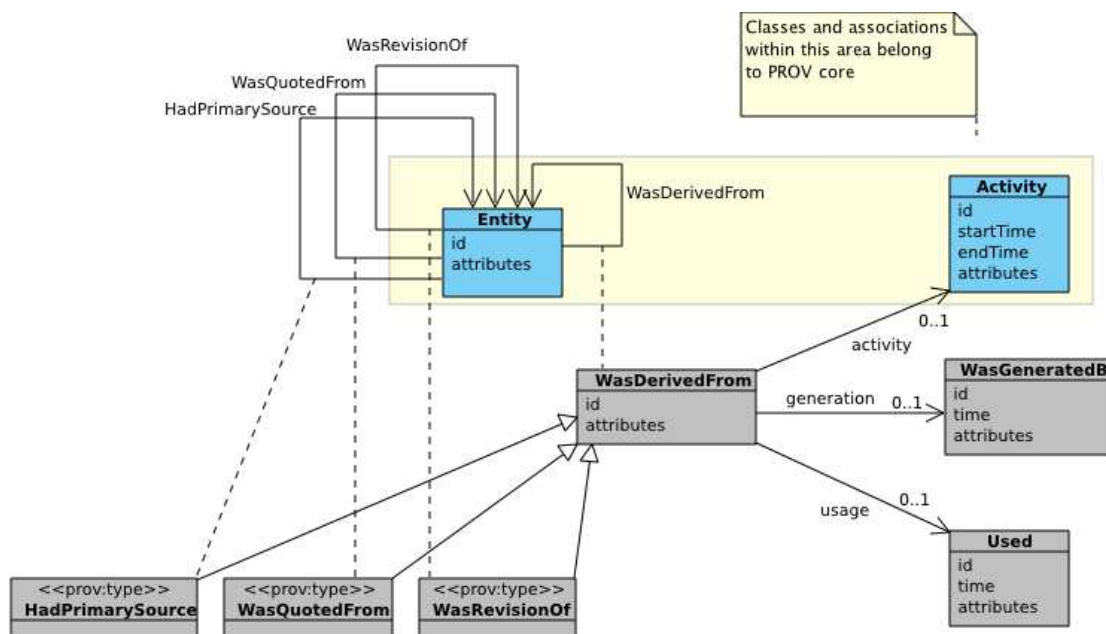 Classes and associations
within this area belong
to PROV core
WasRevisionOf
WasQuotedFrom
HadPrimarySource
WasDerivedFrom
Entity
id
attributes
Activity
id
startTime
endTime
attributes
0..1
activity
WasDerivedFrom
id
attributes
generation
0..1
WasGeneratedB
id
time
attributes
0..1
usage
Used
id
time
attributes
<<prov:type>>
HadPrimarySource
<<prov:type>>
WasQuotedFrom
<<prov:type>>
WasRevisionOf